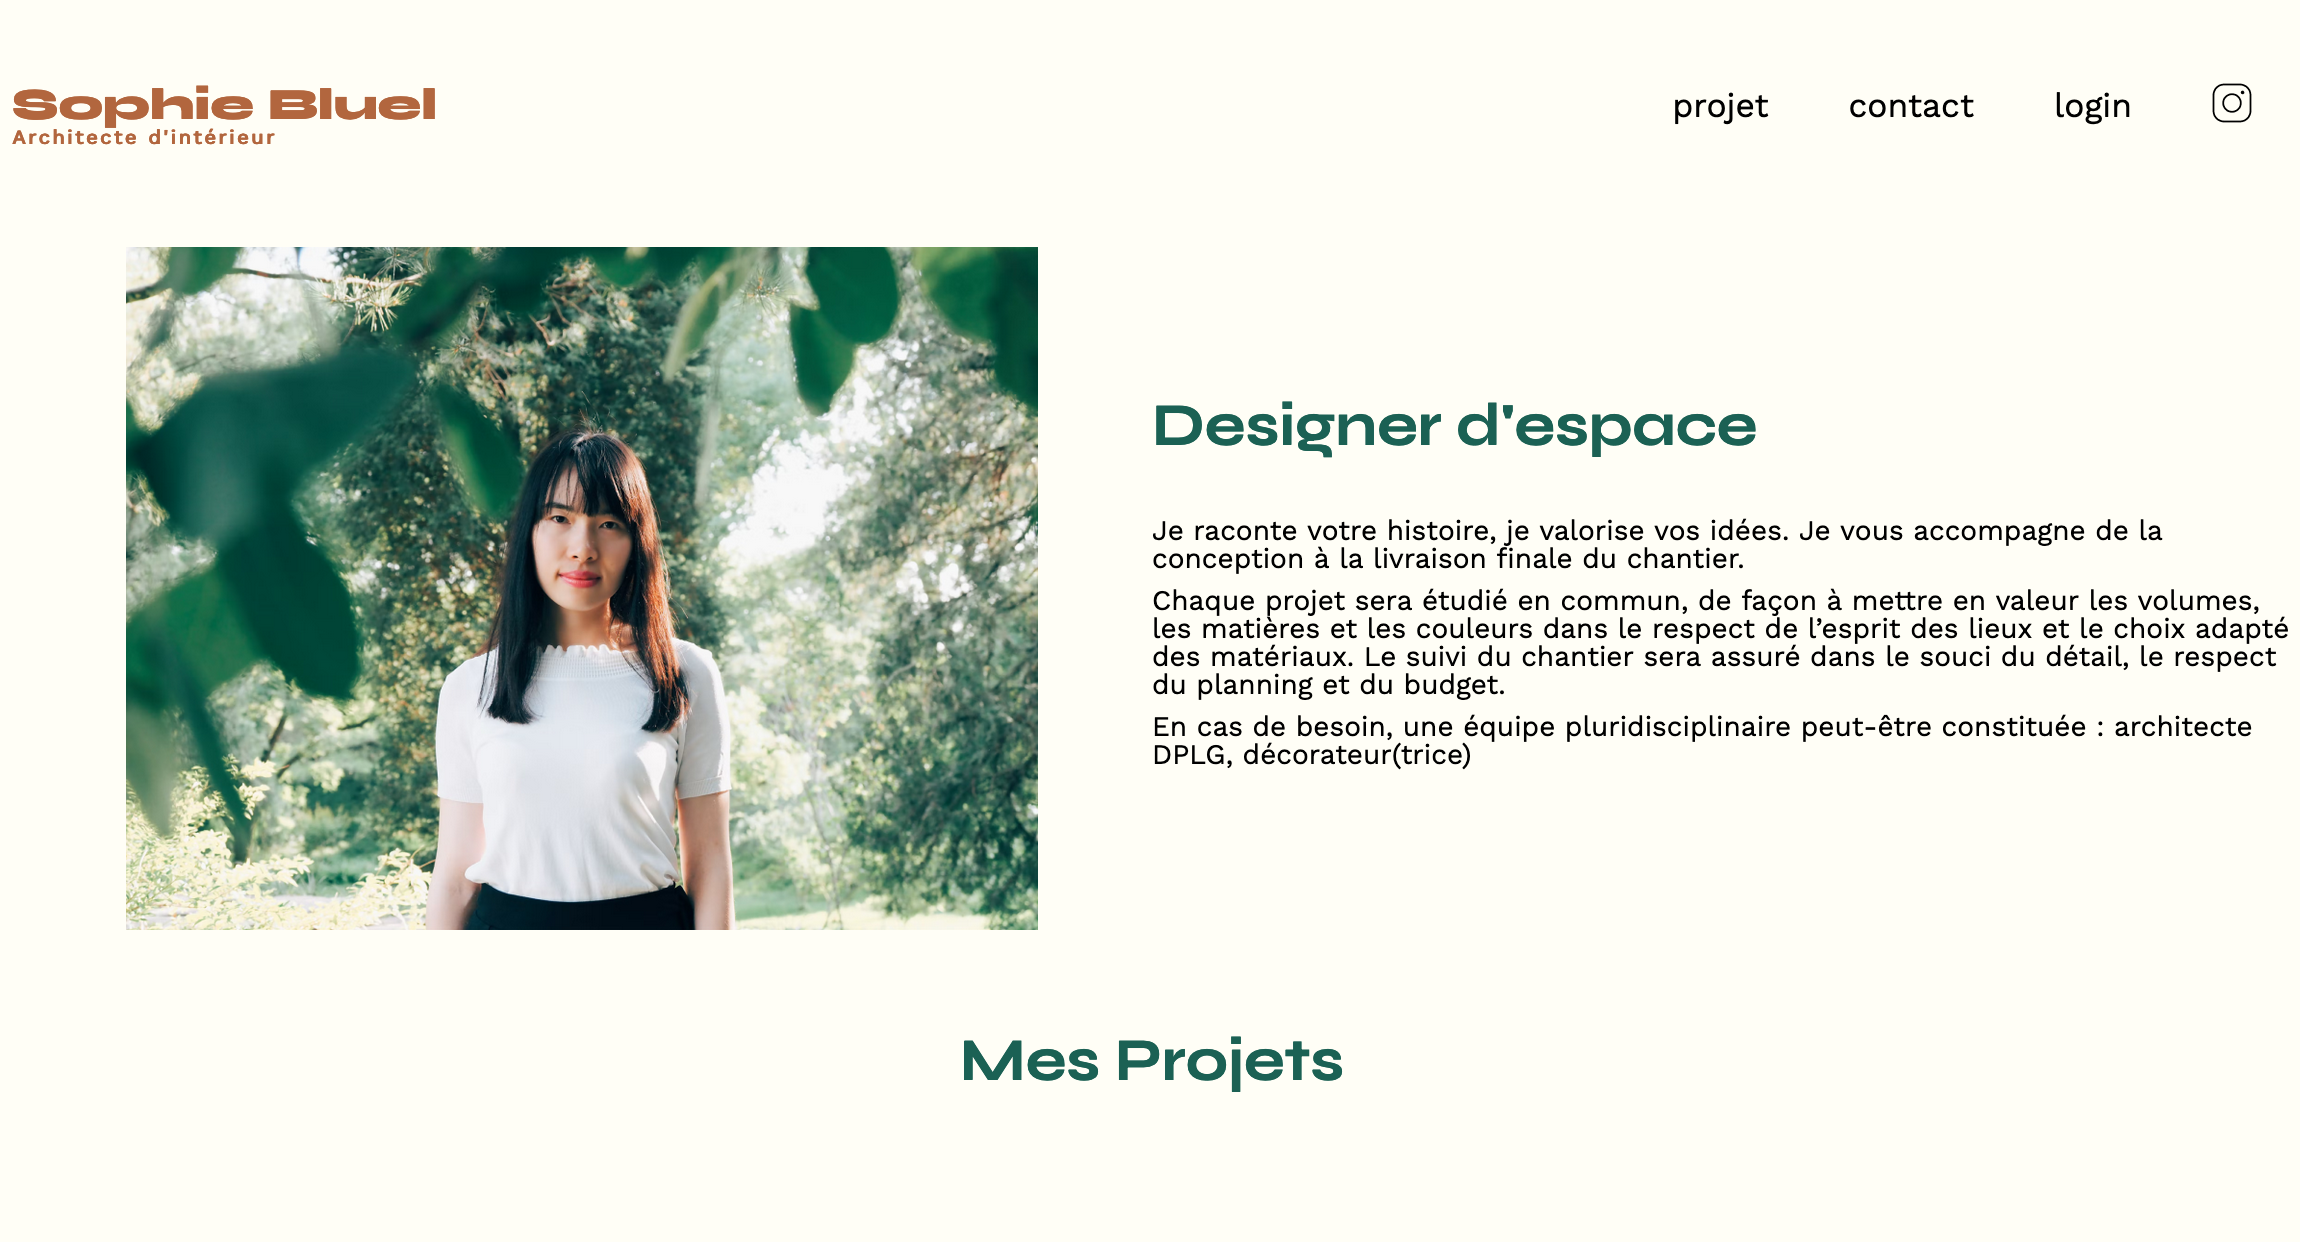 Sophie Bluel
Architecte d'intérieur
projet contact login
Designer d'espace
Je raconte votre histoire, je valorise vos idées. Je vous accompagne de la
conception à la livraison finale du chantier.
Chaque projet sera étudié en commun, de façon à mettre en valeur les volumes,
les matières et les couleurs dans le respect de l’esprit des lieux et le choix adapté
des matériaux. Le suivi du chantier sera assuré dans le souci du détail, le respect
du planning et du budget.
En cas de besoin, une équipe pluridisciplinaire peut-être constituée : architecte
DPLG, décorateur(trice)
Mes Projets